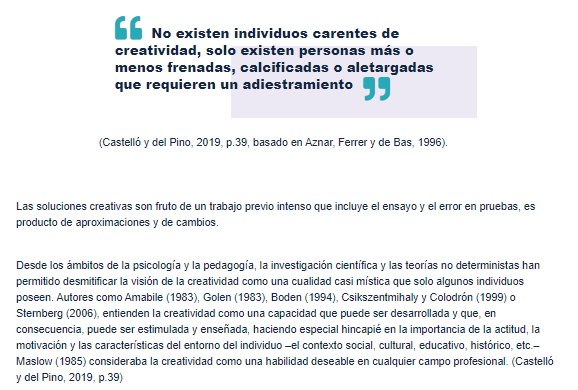 “ No existen individuos carentes de
creatividad, solo existen personas más o
menos frenadas, calcificadas o aletargadas
que requieren un adiestramiento ”
(Castelló y del Pino, 2019, p.39, basado en Aznar, Ferrer y de Bas, 1996).
Las soluciones creativas son fruto de un trabajo previo intenso que incluye el ensayo y el error en pruebas, es
producto de aproximaciones y de cambios.
Desde los ámbitos de la psicología y la pedagogía, la investigación científica y las teorías no deterministas han
permitido desmitificar la visión de la creatividad como una cualidad casi mística que solo algunos individuos
poseen. Autores como Amabile (1983), Golen (1983), Boden (1994), Csikszentmihaly y Colodrón (1999) o
Sternberg (2006), entienden la creatividad como una capacidad que puede ser desarrollada y que, en
consecuencia, puede ser estimulada y enseñada, haciendo especial hincapié en la importancia de la actitud, la
motivación y las características del entorno del individuo –el contexto social, cultural, educativo, histórico, etc.–
Maslow (1985) consideraba la creatividad como una habilidad deseable en cualquier campo profesional. (Castelló
y del Pino, 2019, p.39)